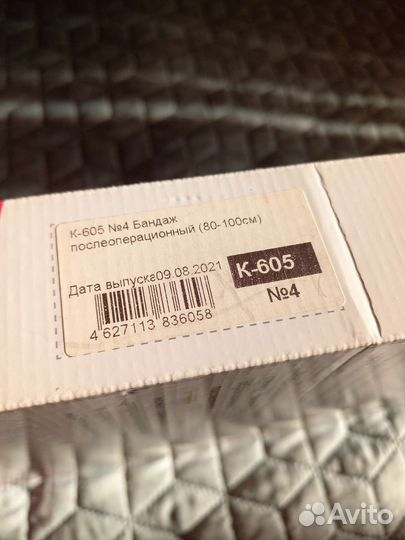 К-605 №4 Бандаж
послеоперационный (80-100см)
Дата выпуска09.08.2021
К-605
№4
4 627113 836058
Avito